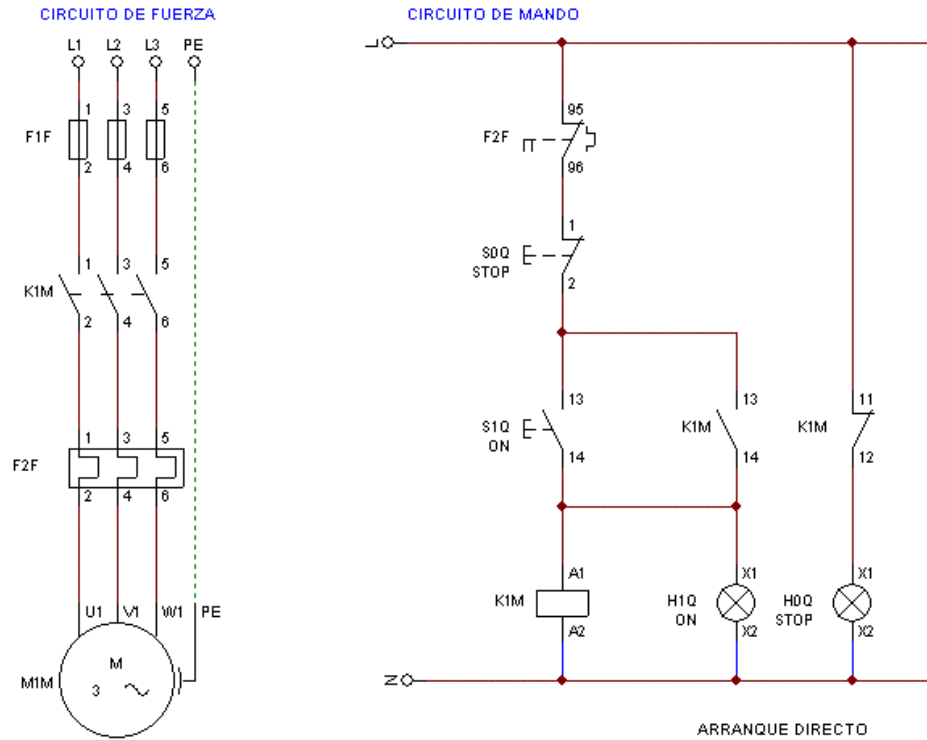 CIRCUITO DE FUERZA
CIRCUITO DE MANDO
L1 L2 L3 PE
L
1 3 5
F1F
2 4 6
95
F2F
96
1
S0Q
STOP
2
1 3 5
K1M
2 4 6
13 13 11
S1Q
ON
K1M K1M
14 14 12
1 3 5
F2F
2 4 6
A1 X1 X1
K1M H1Q
ON
H0Q
STOP
A2 X2 X2
U1 V1 W1 PE
M1M
M
3
N
ARRANQUE DIRECTO